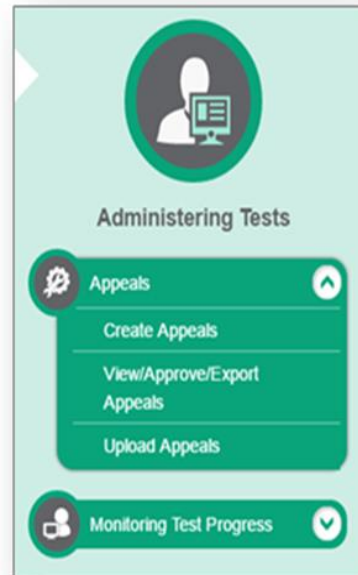 Administering Tests
Appeals
Create Appeals
View/Approve/Export
Appeals
Upload Appeals
Monitoring Test Progress